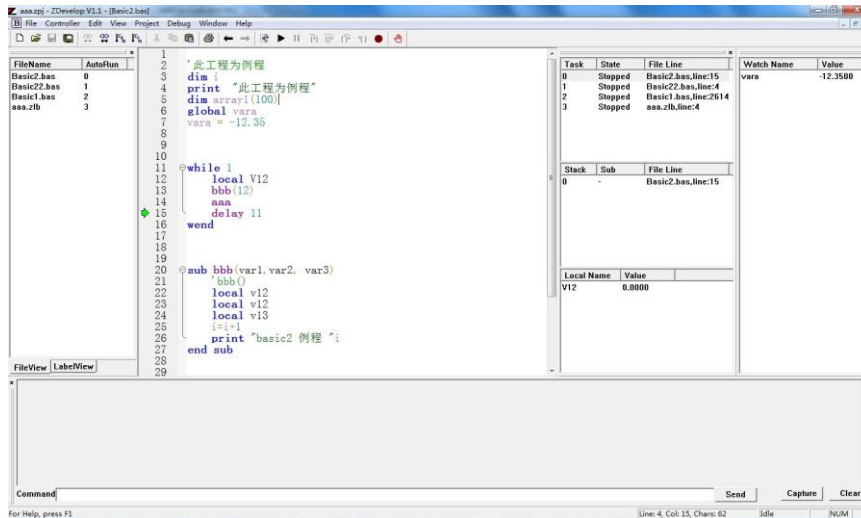 aaa.zpj - ZDevelop V1.1 - [Basic2.bas]
File Controller Edit View Project Debug Window Help
FileName AutoRun
Basic2.bas 0
Basic22.bas 1
Basic1.bas 2
aaa.zlb 3
FileView LabelView
1
2 '此工程为例程
3 dim i
4 print "此工程为例程"
5 dim array1(100)
6 global vara
7 vara = -12.35
8
9
10
11 while 1
12 local V12
13 bbb(12)
14 aaa
15 delay 11
16 wend
17
18
19
20 sub bbb(var1,var2, var3)
21 'bbb()
22 local v12
23 local v12
24 local v13
25 i=i+1
26 print "basic2 例程 "i
27 end sub
28
29
Task State File Line
0 Stopped Basic2.bas,line:15
1 Stopped Basic22.bas,line:4
2 Stopped Basic1.bas,line:2614
3 Stopped aaa.zlb,line:4
Stack Sub File Line
0 - Basic2.bas,line:15
Local Name Value
V12 0.0000
Watch Name Value
vara -12.3500
Command Send Capture Clear
For Help, press F1 Line: 4, Col: 15, Chars: 62 Idle NUM